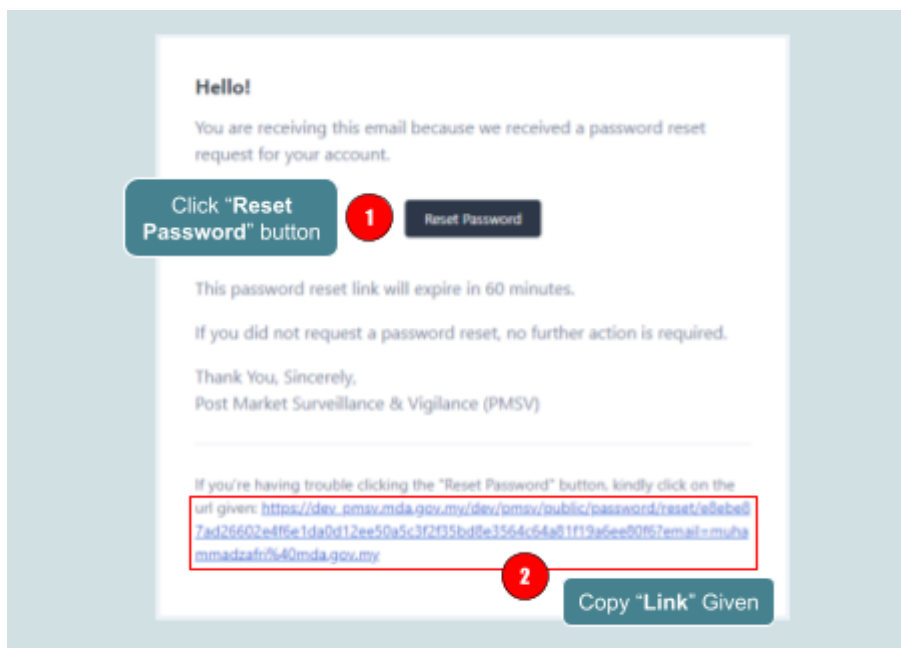 Hello!
You are receiving this email because we received a password reset
request for your account.
Click “Reset
Password” button
1
Reset Password
This password reset link will expire in 60 minutes.
If you did not request a password reset, no further action is required.
Thank You, Sincerely,
Post Market Surveillance & Vigilance (PMSV)
If you're having trouble clicking the "Reset Password" button, kindly click on the
url given: https://dev_pmsv.mda.gov.my/dev/pmsv/public/password/reset/
mmadzafri%40mda.gov.my
2
Copy “Link” Given